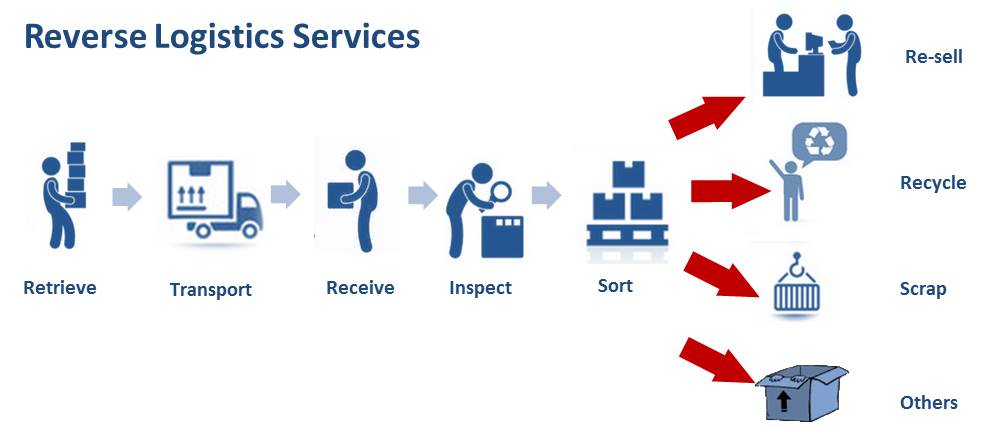 Reverse Logistics Services
Re-sell
Recycle
Retrieve
Transport
Receive
Inspect
Sort
Scrap
Others